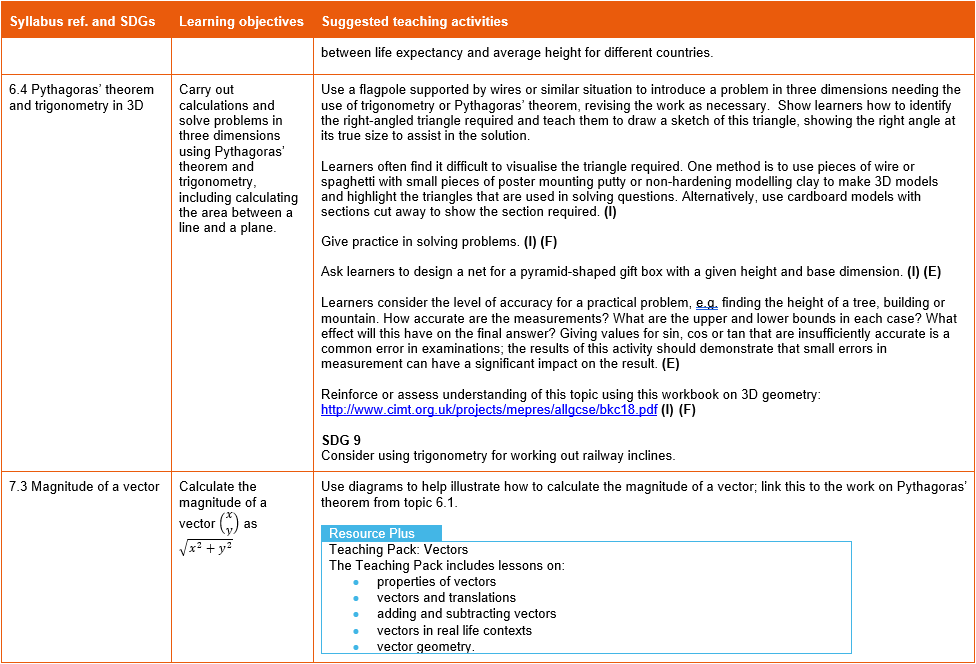 Syllabus ref. and SDGs
Learning objectives
Suggested teaching activities
between life expectancy and average height for different countries.
6.4 Pythagoras’ theorem
and trigonometry in 3D
Carry out
calculations and
solve problems in
three dimensions
using Pythagoras’
theorem and
trigonometry,
including calculating
the area between a
line and a plane.
Use a flagpole supported by wires or similar situation to introduce a problem in three dimensions needing the
use of trigonometry or Pythagoras’ theorem, revising the work as necessary. Show learners how to identify
the right-angled triangle required and teach them to draw a sketch of this triangle, showing the right angle at
its true size to assist in the solution.
Learners often find it difficult to visualise the triangle required. One method is to use pieces of wire or
spaghetti with small pieces of poster mounting putty or non-hardening modelling clay to make 3D models
and highlight the triangles that are used in solving questions. Alternatively, use cardboard models with
sections cut away to show the section required. (I)
Give practice in solving problems. (I) (F)
Ask learners to design a net for a pyramid-shaped gift box with a given height and base dimension. (I) (E)
Learners consider the level of accuracy for a practical problem, e.g. finding the height of a tree, building or
mountain. How accurate are the measurements? What are the upper and lower bounds in each case? What
effect will this have on the final answer? Giving values for sin, cos or tan that are insufficiently accurate is a
common error in examinations; the results of this activity should demonstrate that small errors in
measurement can have a significant impact on the result. (E)
Reinforce or assess understanding of this topic using this workbook on 3D geometry:
http://www.cimt.org.uk/projects/mepres/allgcse/bkc18.pdf (I) (F)
SDG 9
Consider using trigonometry for working out railway inclines.
7.3 Magnitude of a vector
Calculate the
magnitude of a
vector (x y) as
√x² + y²
Use diagrams to help illustrate how to calculate the magnitude of a vector; link this to the work on Pythagoras’
theorem from topic 6.1.
Resource Plus
Teaching Pack: Vectors
The Teaching Pack includes lessons on:
• properties of vectors
• vectors and translations
• adding and subtracting vectors
• vectors in real life contexts
• vector geometry.